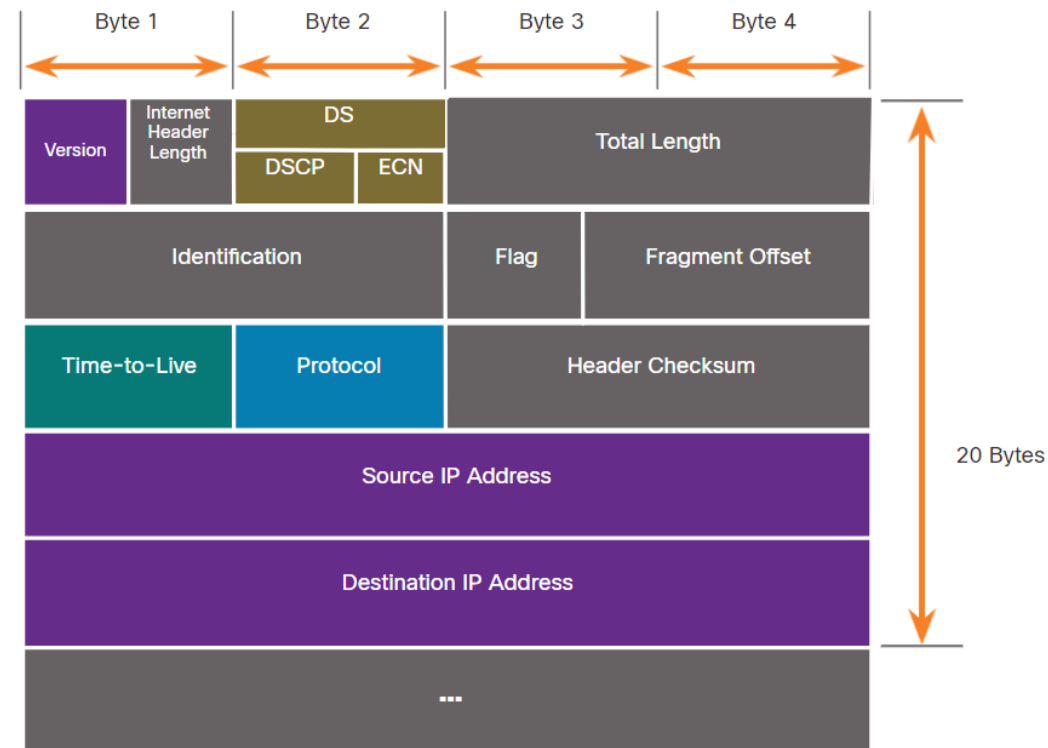 Byte 1
Byte 2
Byte 3
Byte 4
Version
Internet
Header
Length
DS
DSCP
ECN
Total Length
Identification
Flag
Fragment Offset
Time-to-Live
Protocol
Header Checksum
Source IP Address
20 Bytes
Destination IP Address
...